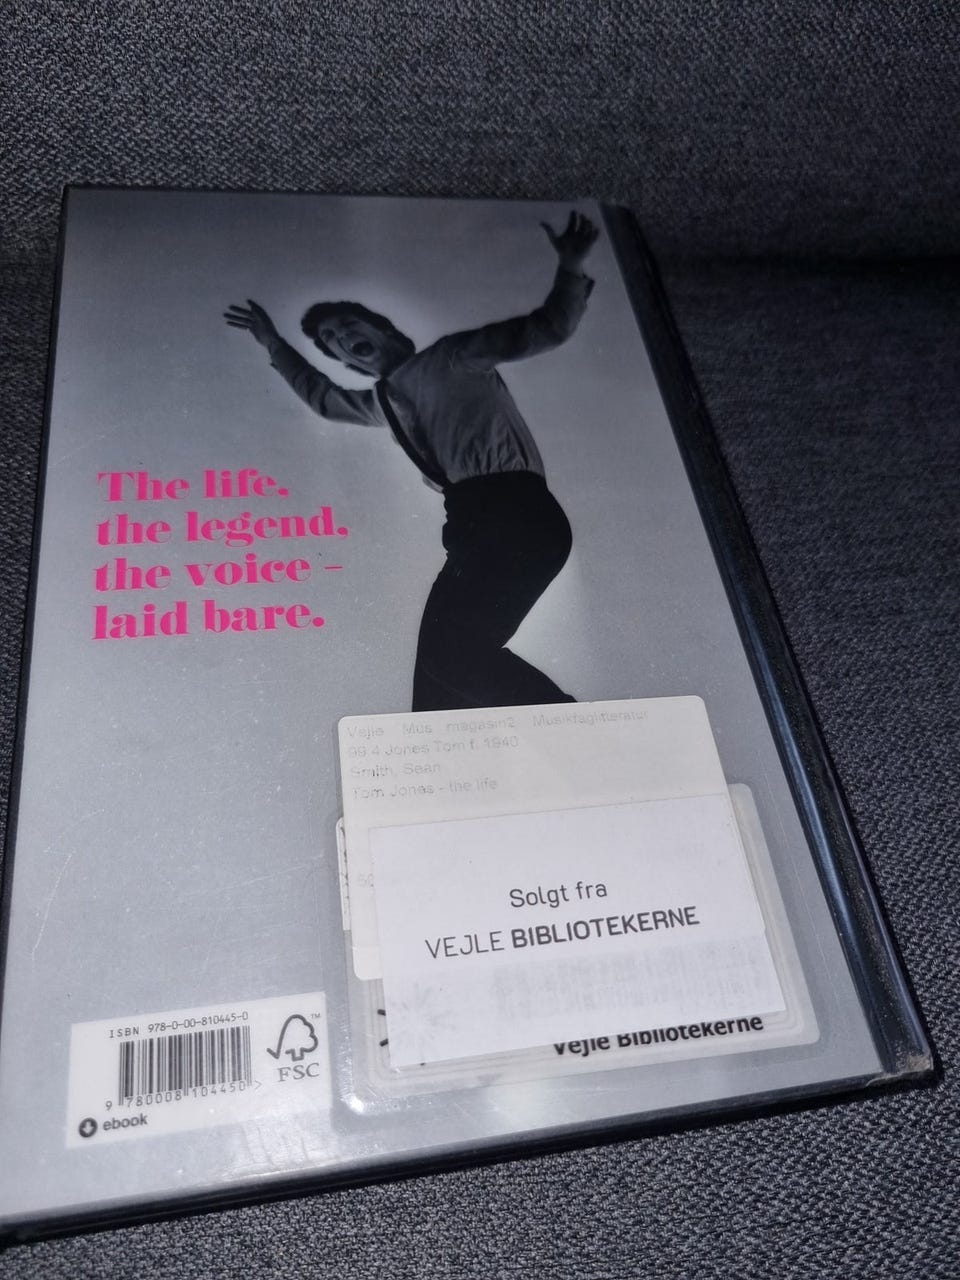 The life,
the legend,
the voice –
laid bare.
Vejle Mus magasin2 Musikfaglitteratur
99.4 Jones Tom f. 1940
Smith, Sean
Tom Jones - the life
50
Solgt fra
VEJLE BIBLIOTEKERNE
Vejle Bibliotekerne
ISBN 978-0-00-810445-0
9 780008 104450 >
FSC™
ebook